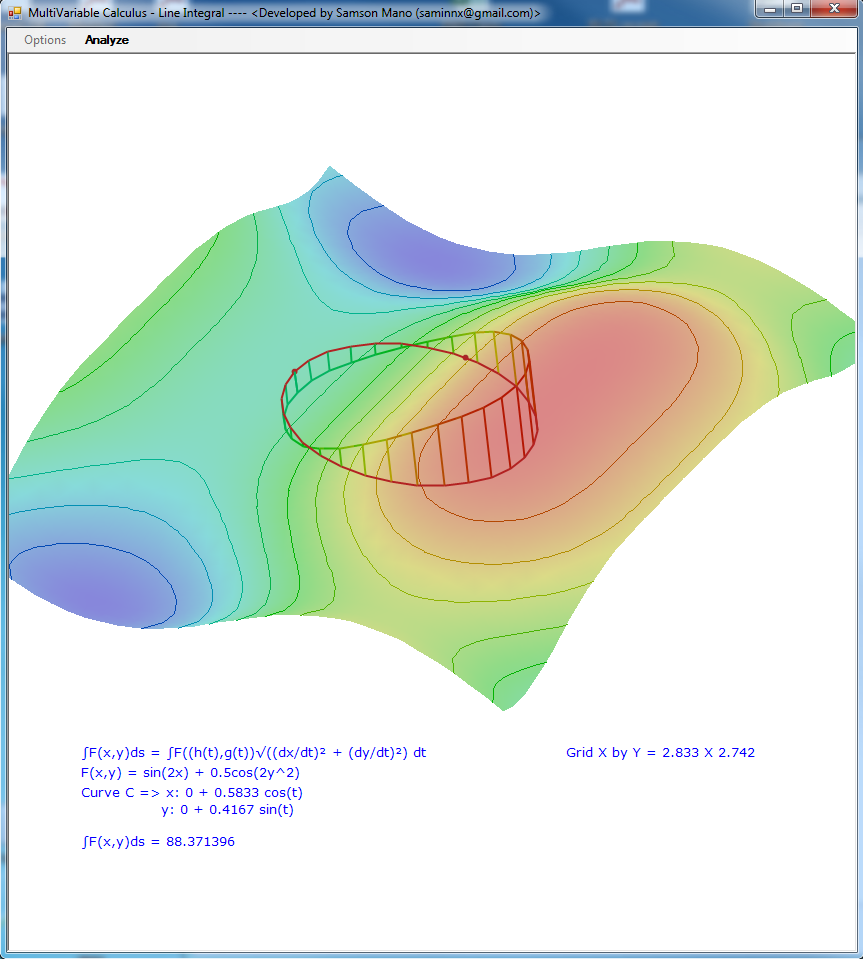 MultiVariable Calculus - Line Integral ---- <Developed by Samson Mano (saminnx@gmail.com)>
Options Analyze
∫F(x,y)ds = ∫F((h(t),g(t))√((dx/dt)² + (dy/dt)²) dt
Grid X by Y = 2.833 X 2.742
F(x,y) = sin(2x) + 0.5cos(2y^2)
Curve C => x: 0 + 0.5833 cos(t)
y: 0 + 0.4167 sin(t)
∫F(x,y)ds = 88.371396